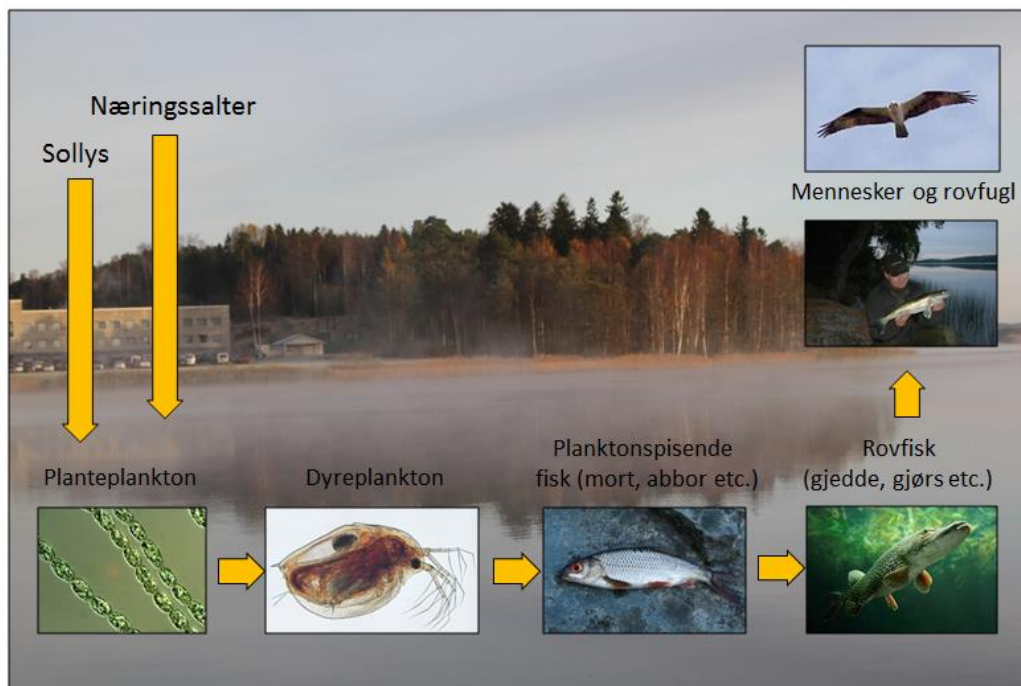 Næringssalter
Sollys
Mennesker og rovfugl
Planteplankton
Dyreplankton
Planktonspisende
fisk (mort, abbor etc.)
Rovfisk
(gjedde, gjørs etc.)